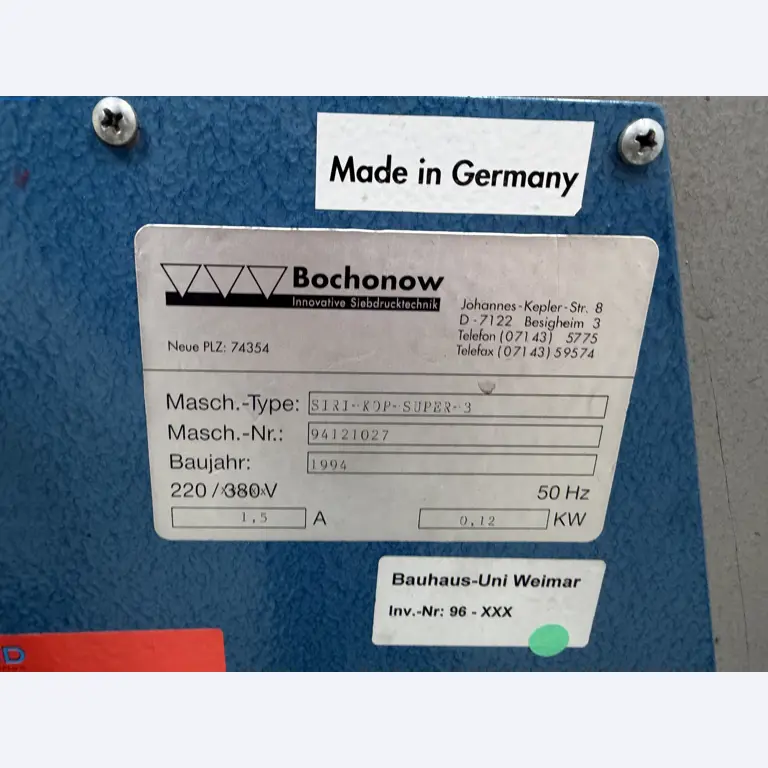 Made in Germany
Bochonow
Innovative Siebdrucktechnik
Johannes-Kepler-Str. 8
D-7122 Besigheim 3
Telefon (07143) 5775
Telefax (07143) 59574
Neue PLZ: 74354
Masch.-Type: SIRI-KOP-SUPER-3
Masch.-Nr.: 94121027
Baujahr: 1994
220/380V 50 Hz
1,5 A 0,12 KW
Bauhaus-Uni Weimar
Inv.-Nr: 96 - XXX